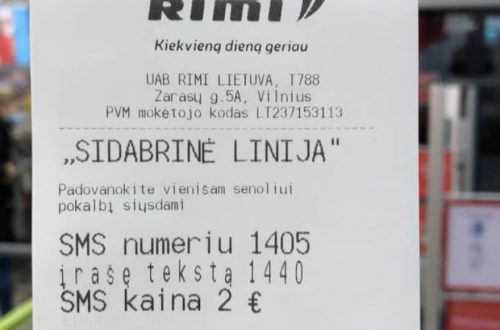 Rimi
Kiekvieną dieną geriau
UAB RIMI LIETUVA, T788
Zarasų g.5A, Vilnius
PVM mokėtojo kodas LT237153113
„SIDABRINĖ LINIJA"
Padovanokite vienišam senoliui
pokalbį siųsdami
SMS numeriu 1405
įrašę tekstą 1440
SMS kaina 2 €